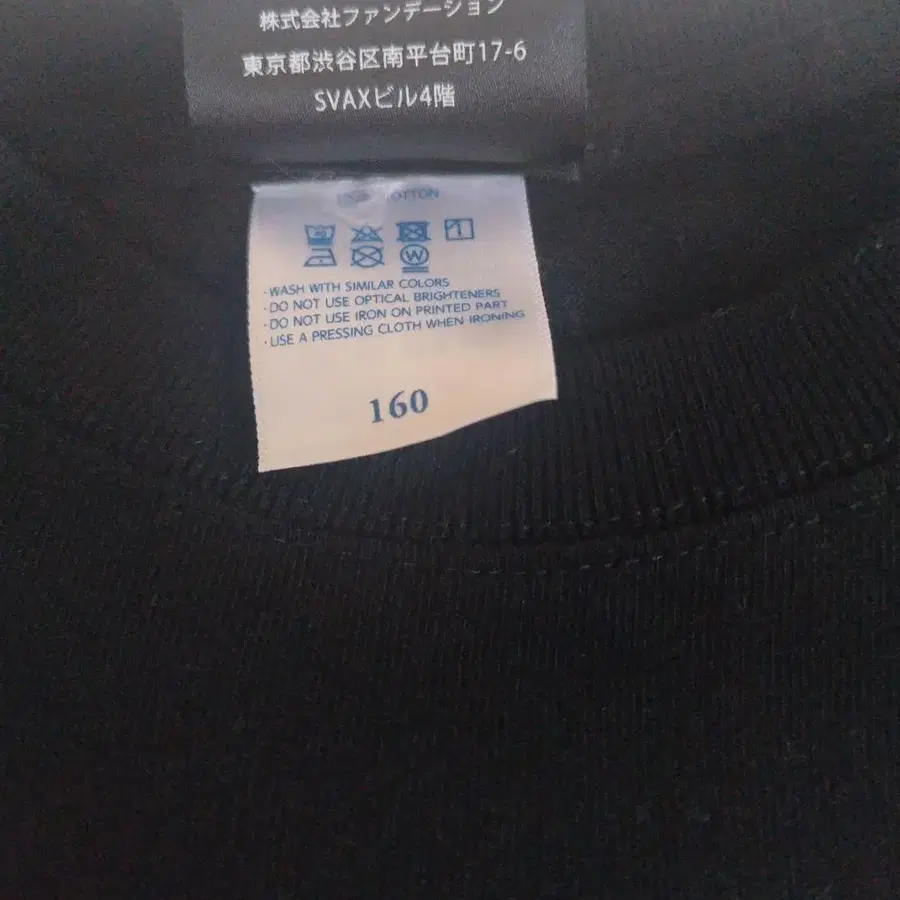 株式会社ファンデーション
東京都渋谷区南平台町17-6
SVAXビル4階
COTTON
· WASH WITH SIMILAR COLORS
· DO NOT USE OPTICAL BRIGHTENERS
· DO NOT USE IRON ON PRINTED PART
· USE A PRESSING CLOTH WHEN IRONING
160